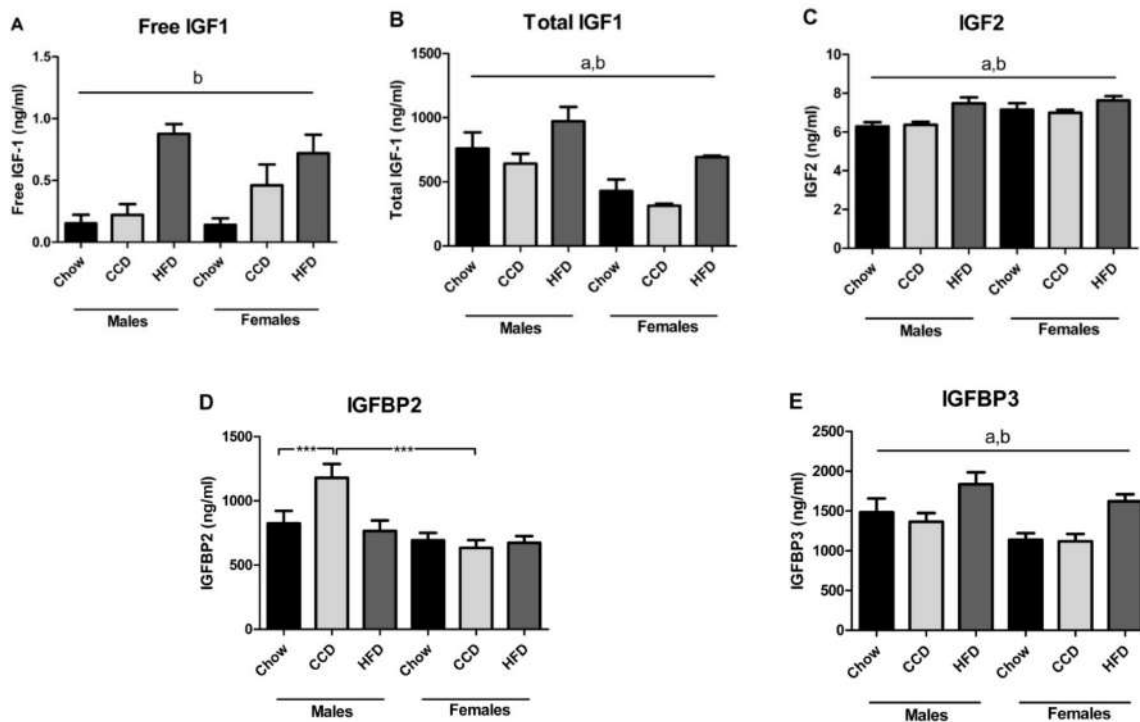 A
Free IGF1
Free IGF-1 (ng/ml)
1.5
1.0
0.5
0.0
b
Chow CCD HFD Chow CCD HFD
Males Females
B
Total IGF1
Total IGF-1 (ng/ml)
1500
1000
500
0
a,b
Chow CCD HFD Chow CCD HFD
Males Females
C
IGF2
IGF2 (ng/ml)
10
8
6
4
2
0
a,b
Chow CCD HFD Chow CCD HFD
Males Females
D
IGFBP2
IGFBP2 (ng/ml)
1500
1000
500
0
*** ***
Chow CCD HFD Chow CCD HFD
Males Females
E
IGFBP3
IGFBP3 (ng/ml)
2500
2000
1500
1000
500
0
a,b
Chow CCD HFD Chow CCD HFD
Males Females